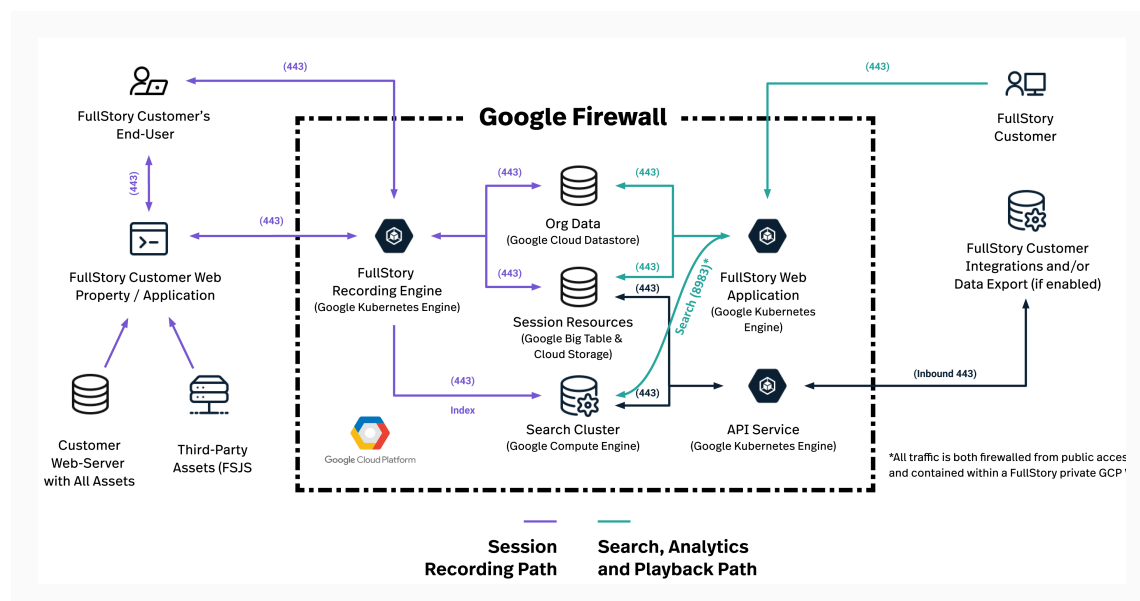 (443)
(443)
Google Firewall
FullStory Customer's
End-User
FullStory
Customer
(443)
(443)
(443)
(443)
Org Data
(Google Cloud Datastore)
FullStory Customer Web
Property / Application
FullStory
Recording Engine
(Google Kubernetes Engine)
(443)
(443)
(443)
Session Resources
(Google Big Table &
Cloud Storage)
Search (8983)*
FullStory Web
Application
(Google Kubernetes
Engine)
FullStory Customer
Integrations and/or
Data Export (if enabled)
(443)
Index
(443)
(Inbound 443)
Search Cluster
(Google Compute Engine)
API Service
(Google Kubernetes Engine)
Customer
Web-Server
with All Assets
Third-Party
Assets (FSJS
Google Cloud Platform
*All traffic is both firewalled from public acces
and contained within a FullStory private GCP
Session
Recording Path
Search, Analytics
and Playback Path